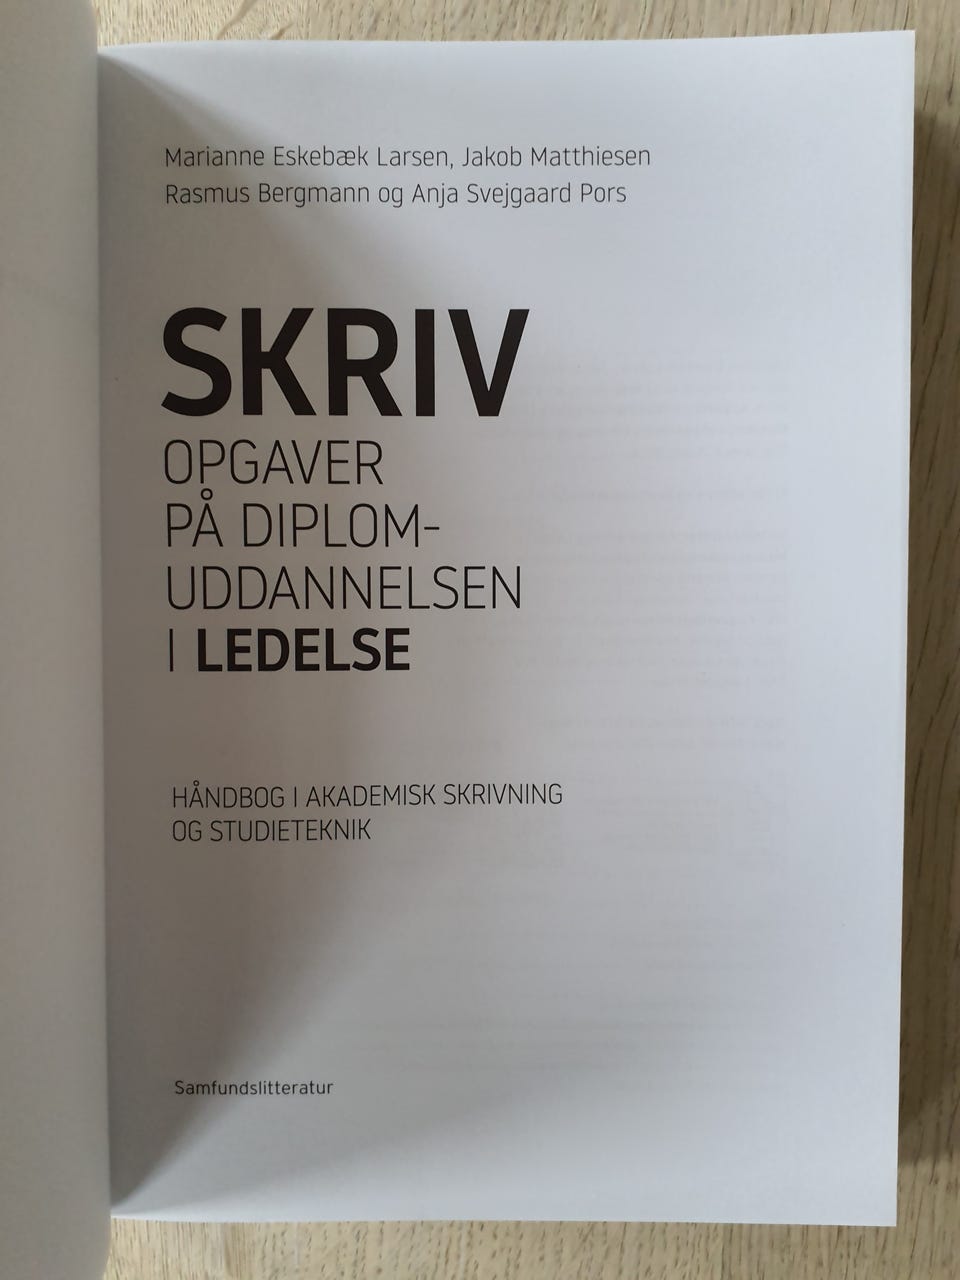 Marianne Eskebæk Larsen, Jakob Matthiesen
Rasmus Bergmann og Anja Svejgaard Pors
SKRIV
OPGAVER
PÅ DIPLOM-
UDDANNELSEN
I LEDELSE
HÅNDBOG I AKADEMISK SKRIVNING
OG STUDIETEKNIK
Samfundslitteratur